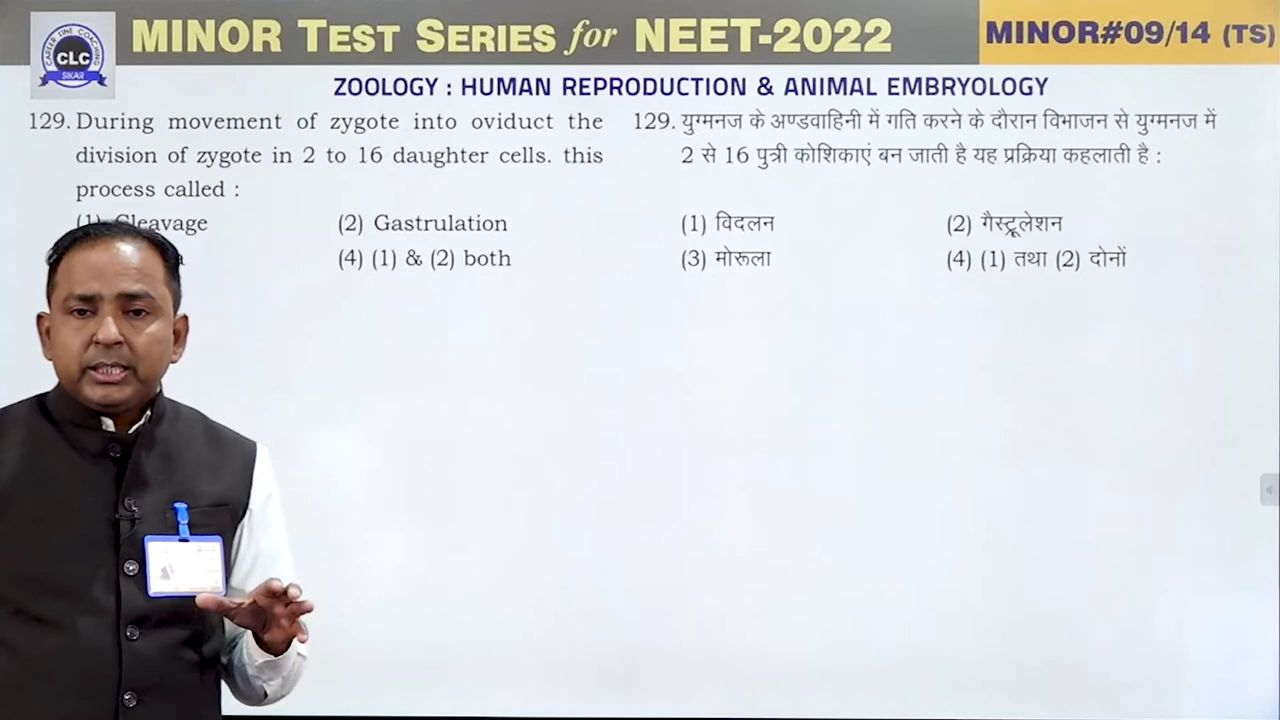 CAREER LINE COACHING
CLC
SIKAR
MINOR TEST SERIES for NEET-2022
MINOR#09/14 (TS)
ZOOLOGY : HUMAN REPRODUCTION & ANIMAL EMBRYOLOGY
129. During movement of zygote into oviduct the
division of zygote in 2 to 16 daughter cells. this
process called :
(1) Cleavage (2) Gastrulation
(4) (1) & (2) both
129. युग्मनज के अण्डवाहिनी में गति करने के दौरान विभाजन से युग्मनज में
2 से 16 पुत्री कोशिकाएं बन जाती है यह प्रक्रिया कहलाती है :
(1) विदलन (2) गैस्ट्रूलेशन
(3) मोरूला (4) (1) तथा (2) दोनों